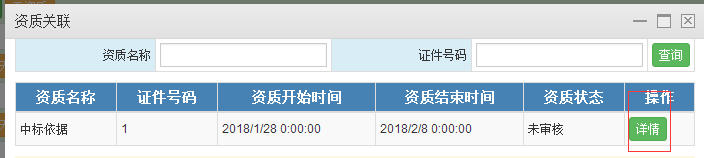 资质关联
资质名称 证件号码 查询
资质名称 证件号码 资质开始时间 资质结束时间 资质状态 操作
中标依据 1 2018/1/28 0:00:00 2018/2/8 0:00:00 未审核 详情